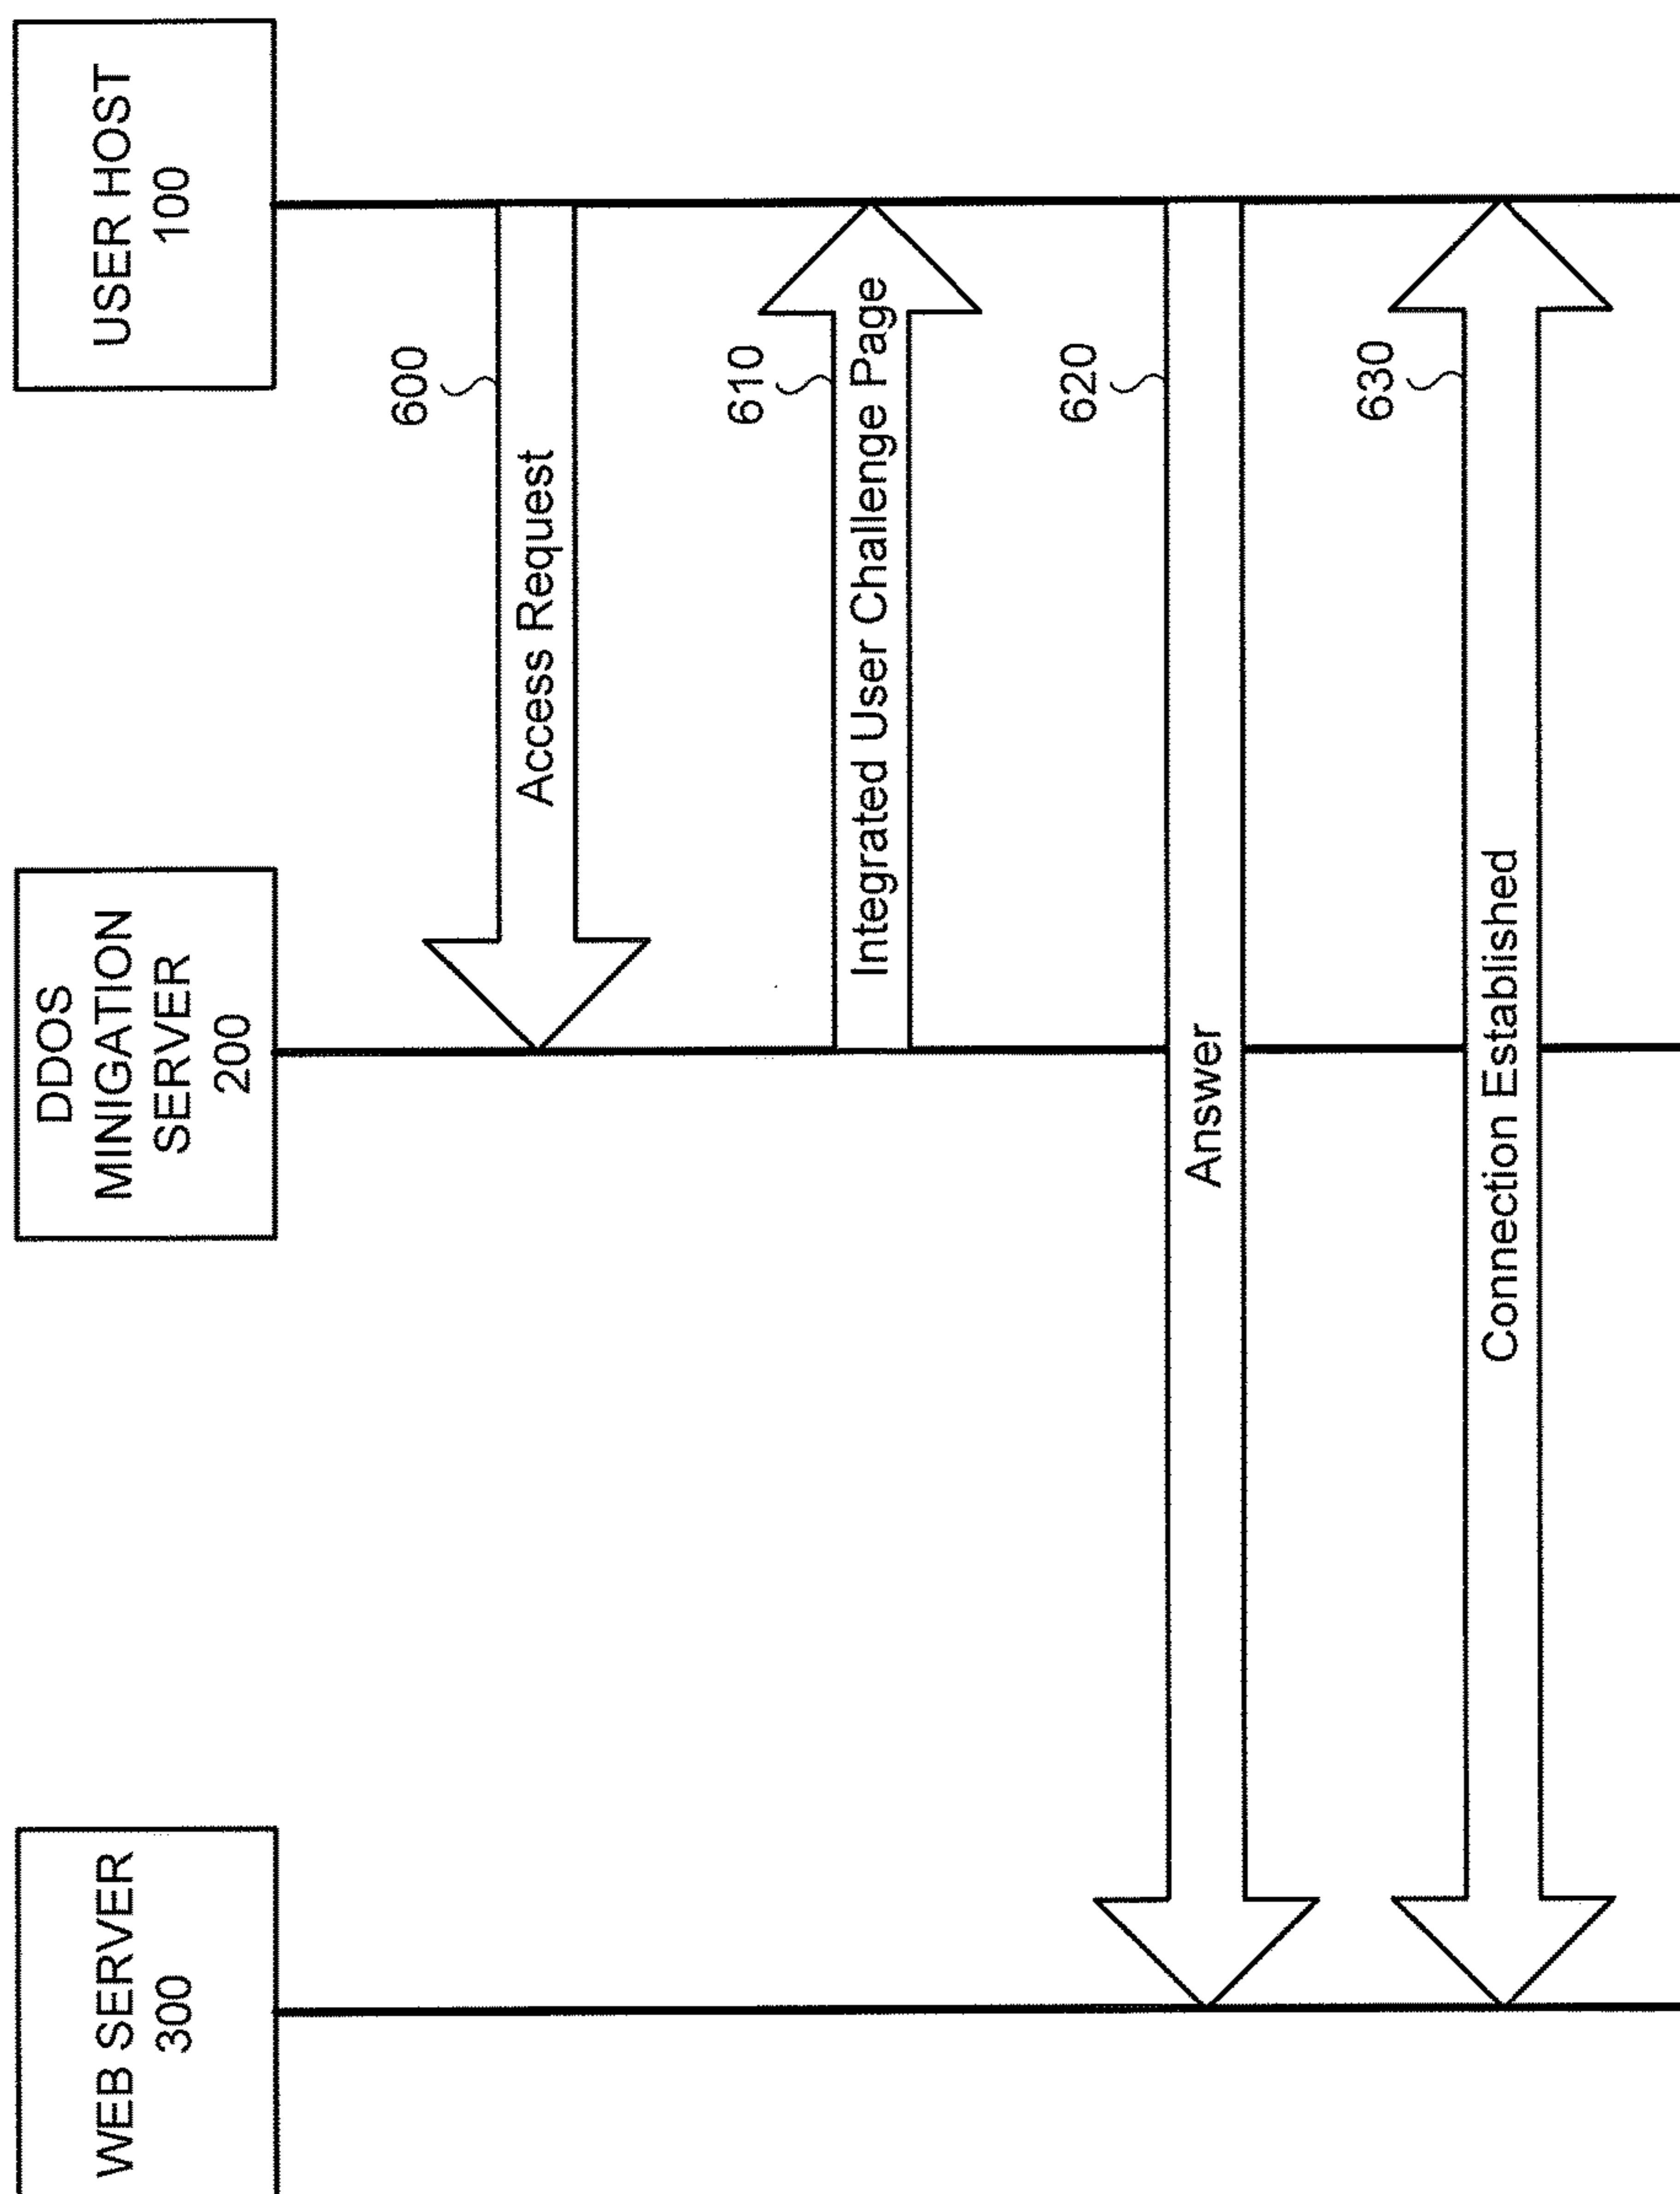 WEB SERVER
300
DDOS
MINIGATION
SERVER
200
USER HOST
100
600
Access Request
610
Integrated User Challenge Page
620
Answer
630
Connection Established